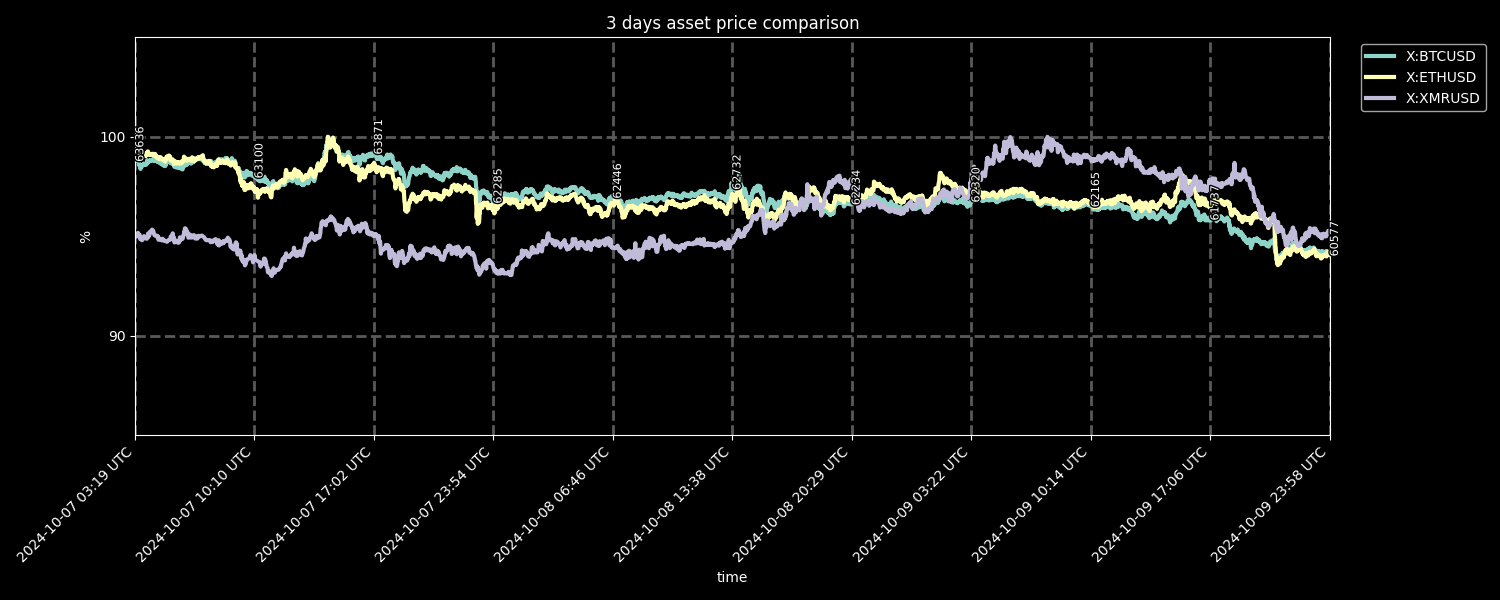 3 days asset price comparison
X:BTCUSD
X:ETHUSD
X:XMRUSD
100
90
%
63636
63100
63871
62285
62446
62732
62234
62320
62165
61737
60577
2024-10-07 03:19 UTC
2024-10-07 10:10 UTC
2024-10-07 17:02 UTC
2024-10-07 23:54 UTC
2024-10-08 06:46 UTC
2024-10-08 13:38 UTC
2024-10-08 20:29 UTC
2024-10-09 03:22 UTC
2024-10-09 10:14 UTC
2024-10-09 17:06 UTC
2024-10-09 23:58 UTC
time